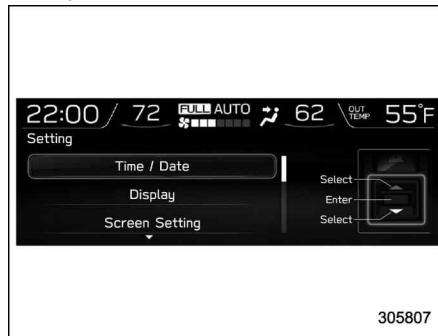 22:00 72 FULL AUTO 62 OUT TEMP 55°F
Setting
Time / Date
Display
Screen Setting
Select
Enter
Select
305807